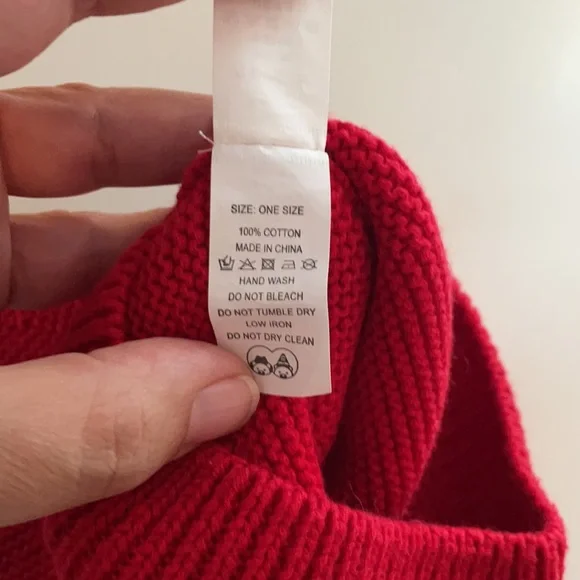 SIZE: ONE SIZE
100% COTTON
MADE IN CHINA
HAND WASH
DO NOT BLEACH
DO NOT TUMBLE DRY
LOW IRON
DO NOT DRY CLEAN